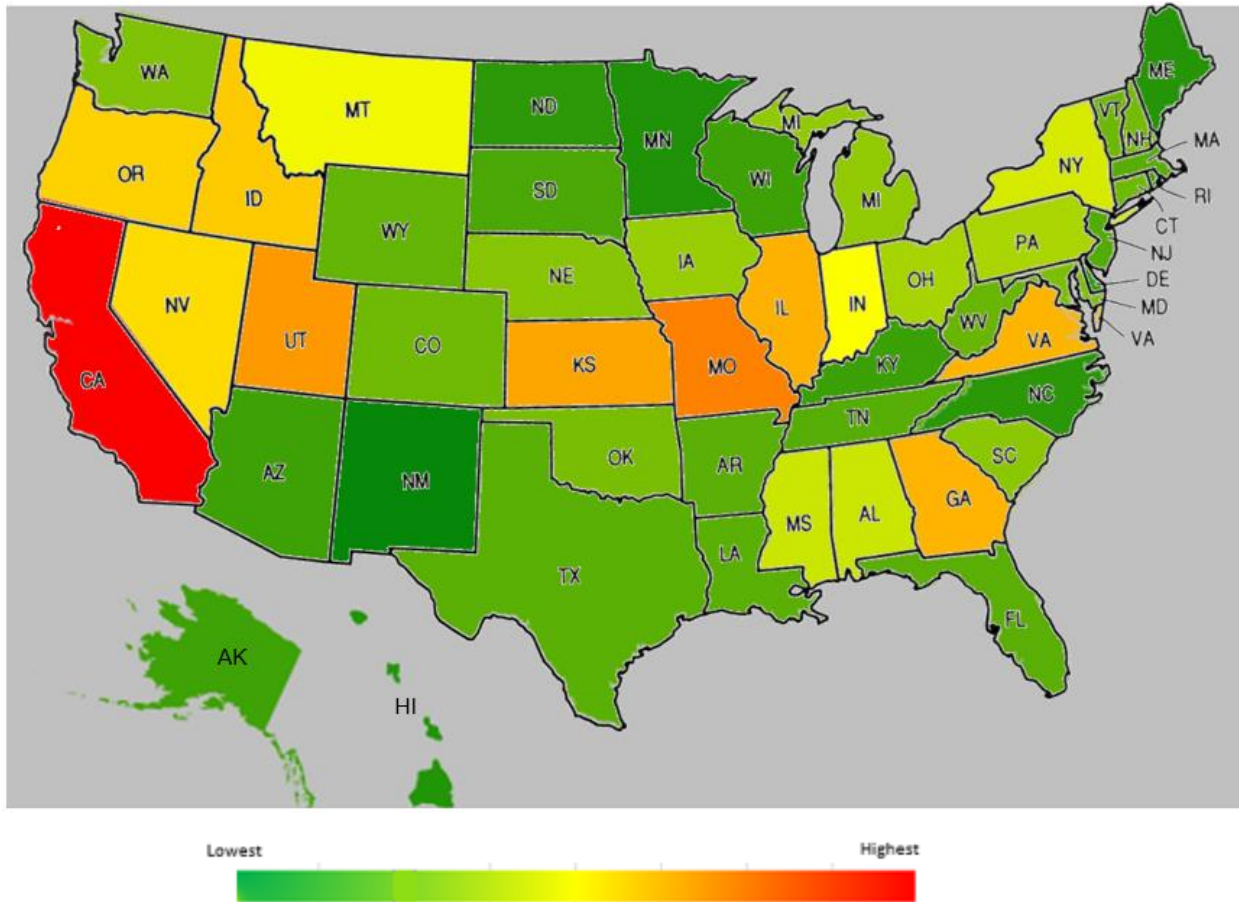 WA
MT
ND
MN
ME
VT
NH
MA
MI
OR
ID
SD
WI
NY
RI
WY
MI
CT
PA
NJ
IA
NE
OH
DE
NV
IL
IN
MD
UT
CO
WV
VA
VA
KS
MO
KY
CA
NC
TN
OK
SC
AZ
NM
AR
GA
MS
AL
LA
TX
FL
AK
HI
Lowest Highest